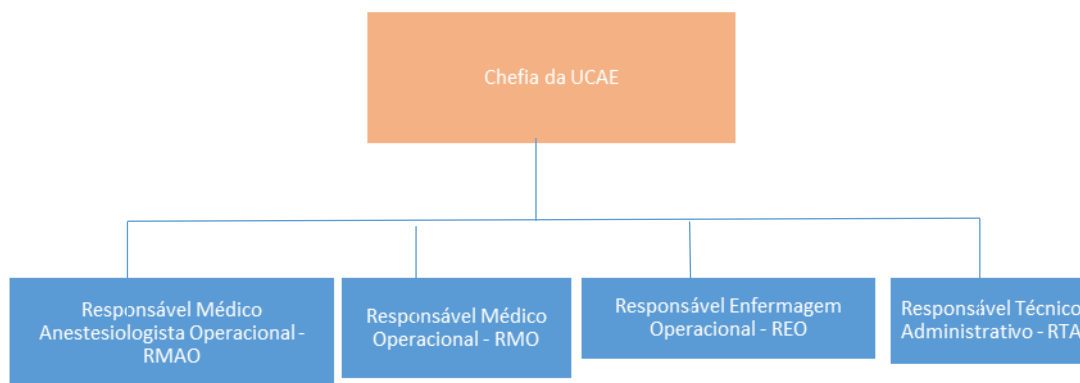 Chefia da UCAE
Responsável Médico
Anestesiologista Operacional -
RMAO
Responsável Médico
Operacional - RMO
Responsável Enfermagem
Operacional - REO
Responsável Técnico
Administrativo - RTA